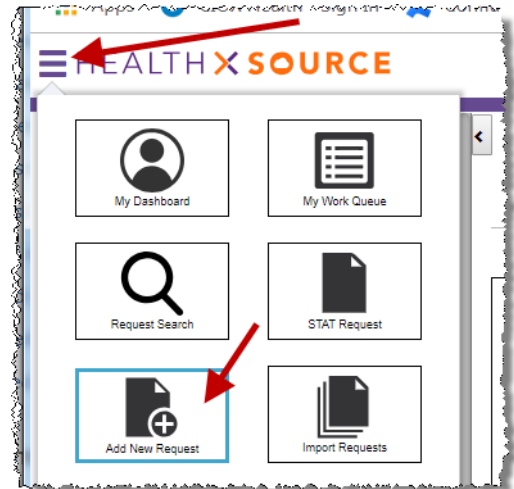 HEALTH X SOURCE
My Dashboard
My Work Queue
Request Search
STAT Request
Add New Request
Import Requests